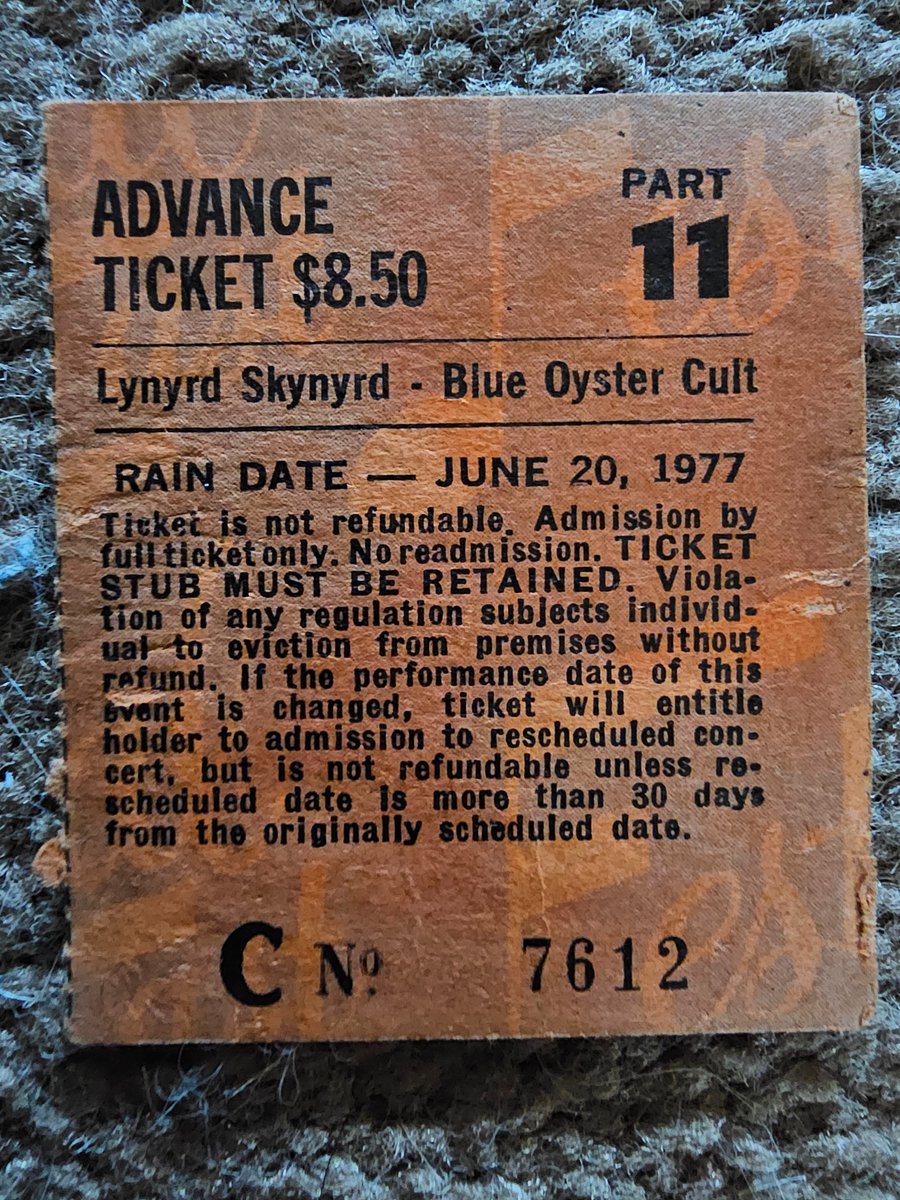 ADVANCE
TICKET $8.50
PART
11
Lynyrd Skynyrd - Blue Oyster Cult
RAIN DATE — JUNE 20, 1977
Ticket is not refundable. Admission by
full ticket only. No readmission. TICKET
STUB MUST BE RETAINED. Viola-
tion of any regulation subjects individ-
ual to eviction from premises without
refund. If the performance date of this
event is changed, ticket will entitle
holder to admission to rescheduled con-
cert, but is not refundable unless re-
scheduled date is more than 30 days
from the originally scheduled date.
C Nº 7612